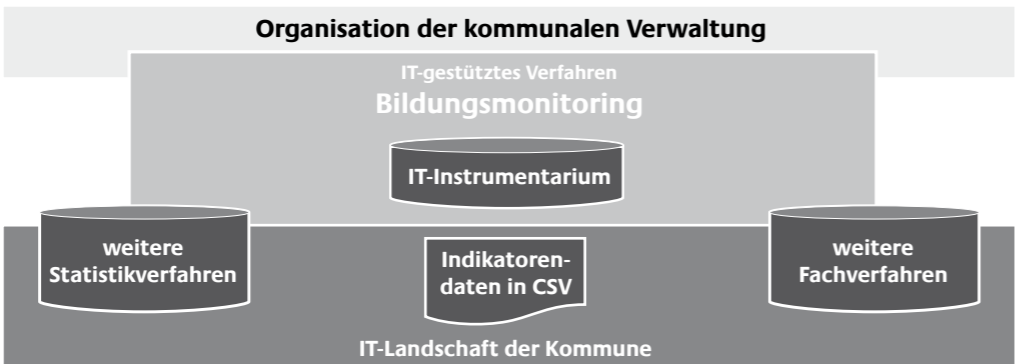 Organisation der kommunalen Verwaltung
IT-gestütztes Verfahren
Bildungsmonitoring
IT-Instrumentarium
weitere
Statistikverfahren
Indikatoren-
daten in CSV
weitere
Fachverfahren
IT-Landschaft der Kommune